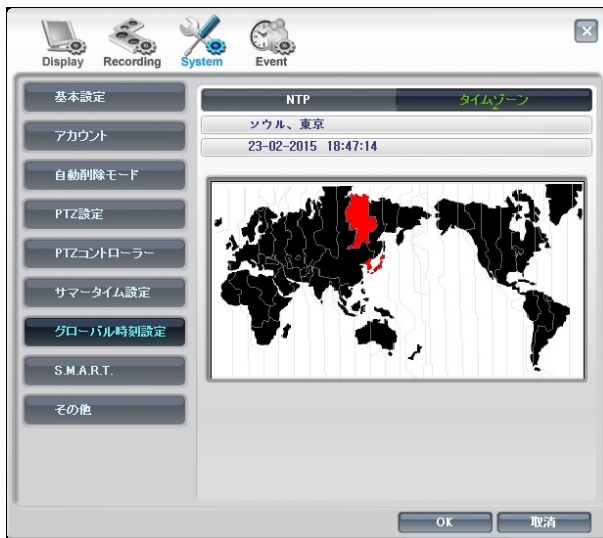 Display Recording System Event
基本設定
アカウント
自動削除モード
PTZ設定
PTZコントローラー
サマータイム設定
グローバル時刻設定
S.M.A.R.T.
その他
NTP タイムゾーン
ソウル、東京
23-02-2015 18:47:14
OK 取消